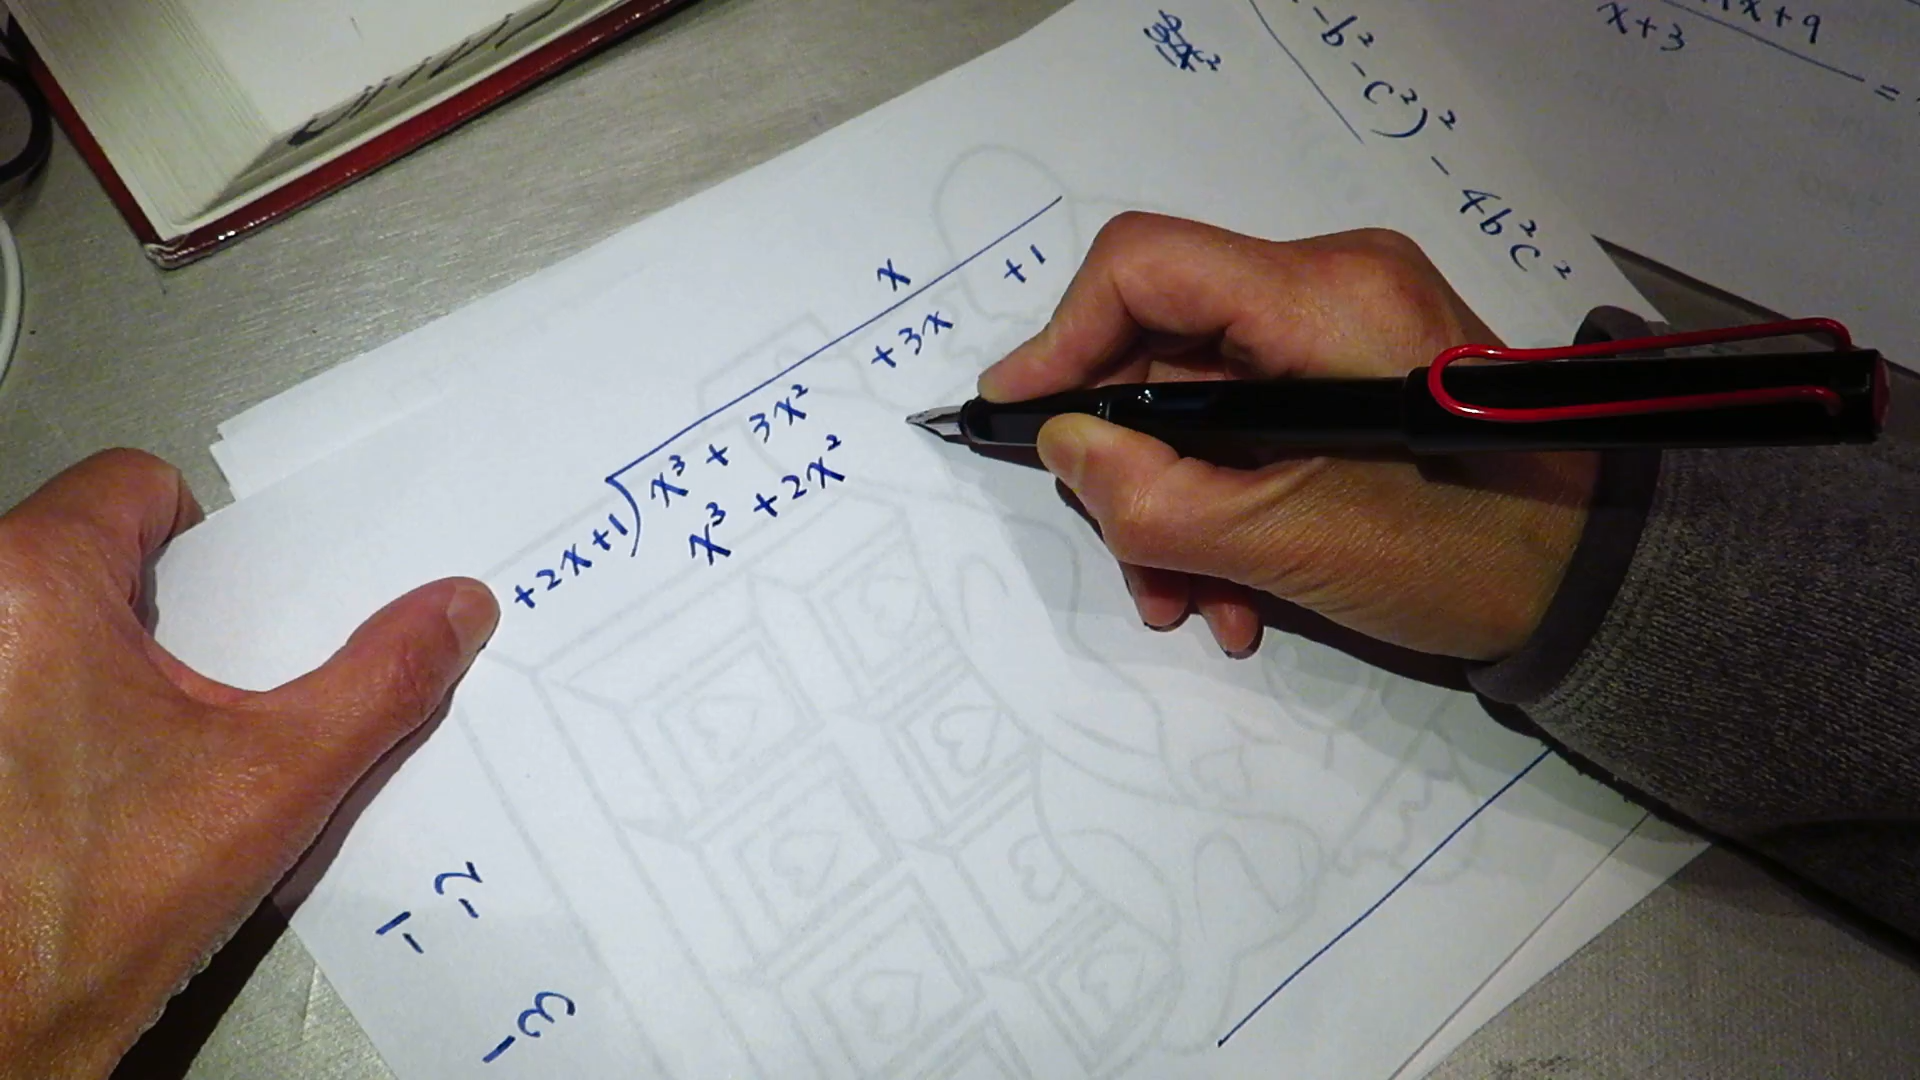 x
+2x+1)x³ + 3x² +3x +1
x³ +2x²
-b² -c²)² - 4b²c²
x+9
x+3
=
-1
-2
-3